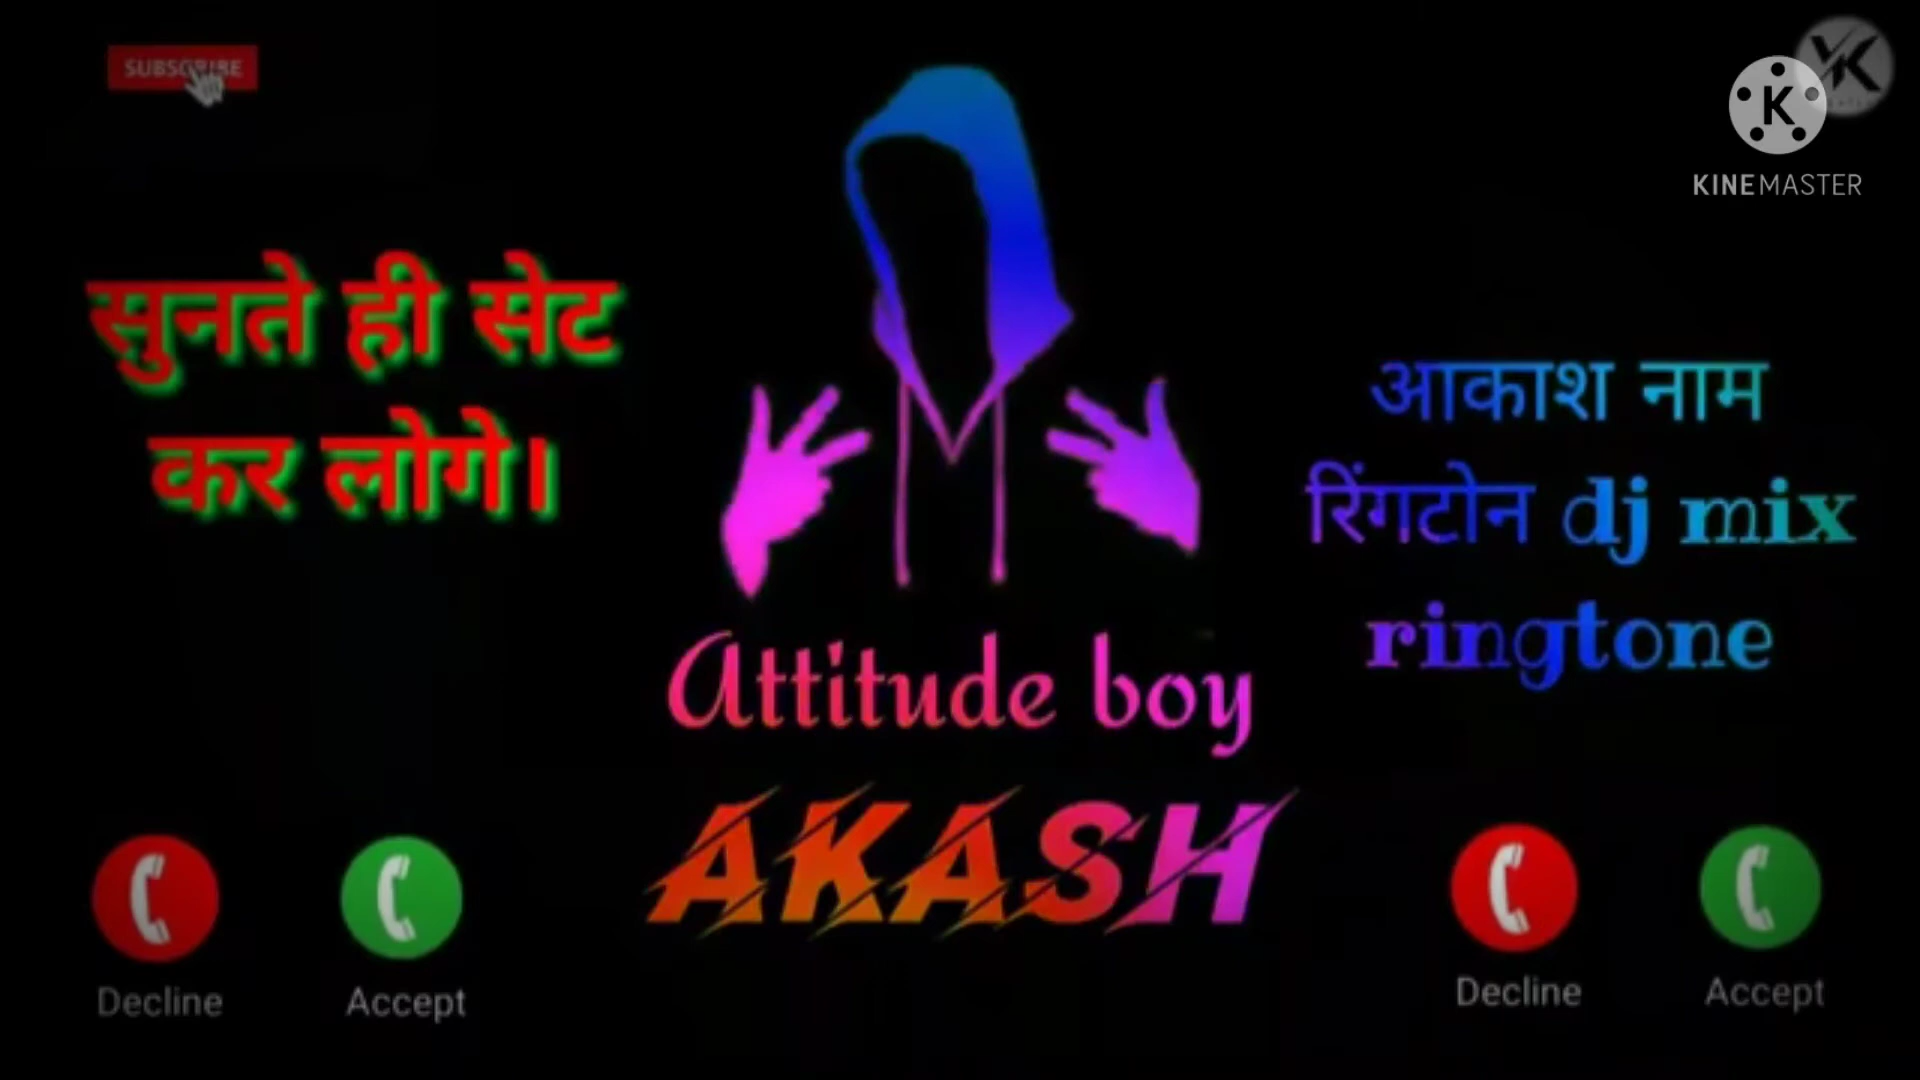 SUBSCRIBE
K
KINEMASTER
सुनते ही सेट
कर लोगे।
आकाश नाम
रिंगटोन dj mix
ringtone
Attitude boy
AKASH
Decline
Accept
Decline
Accept